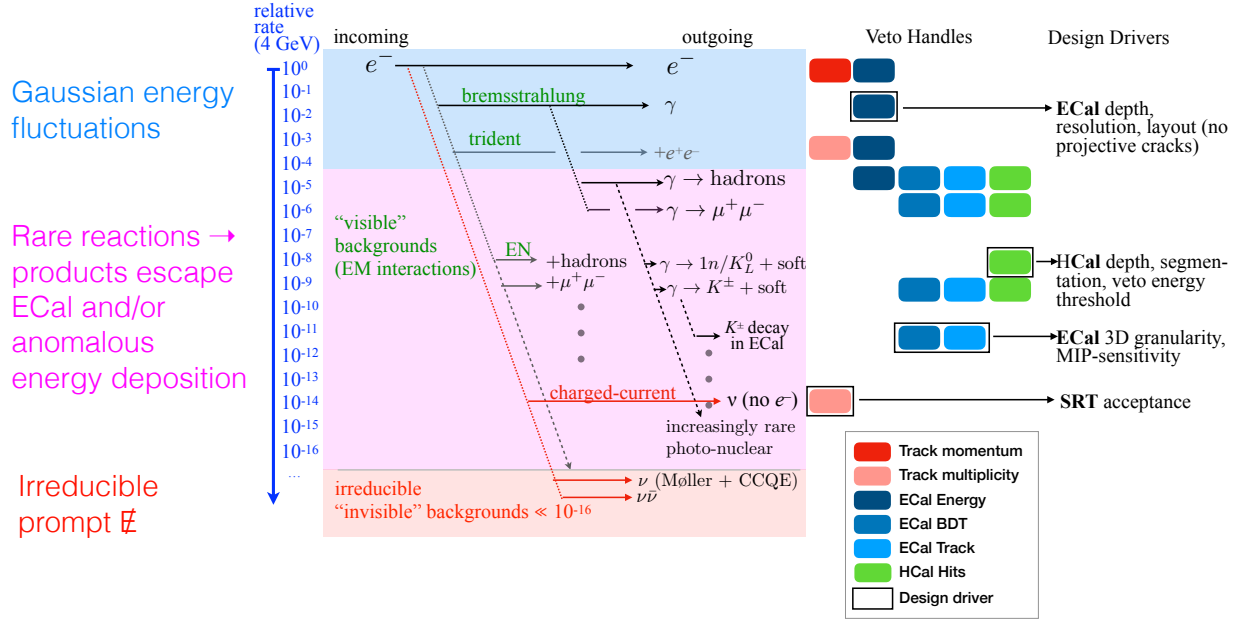 relative
rate
(4 GeV)
incoming
outgoing
Veto Handles
Design Drivers
10⁰
10⁻¹
10⁻²
10⁻³
10⁻⁴
10⁻⁵
10⁻⁶
10⁻⁷
10⁻⁸
10⁻⁹
10⁻¹⁰
10⁻¹¹
10⁻¹²
10⁻¹³
10⁻¹⁴
10⁻¹⁵
10⁻¹⁶
...
Gaussian energy
fluctuations
Rare reactions →
products escape
ECal and/or
anomalous
energy deposition
Irreducible
prompt E̸
e⁻
e⁻
bremsstrahlung
γ
trident
+e⁺e⁻
γ → hadrons
γ → μ⁺μ⁻
"visible"
backgrounds
(EM interactions)
EN
+hadrons
+μ⁺μ⁻
γ → 1n/K⁰_L + soft
γ → K± + soft
K± decay
in ECal
charged-current
ν (no e⁻)
increasingly rare
photo-nuclear
irreducible
"invisible" backgrounds ≪ 10⁻¹⁶
ν (Møller + CCQE)
νν̄
ECal depth,
resolution, layout (no
projective cracks)
HCal depth, segmen-
tation, veto energy
threshold
ECal 3D granularity,
MIP-sensitivity
SRT acceptance
Track momentum
Track multiplicity
ECal Energy
ECal BDT
ECal Track
HCal Hits
Design driver